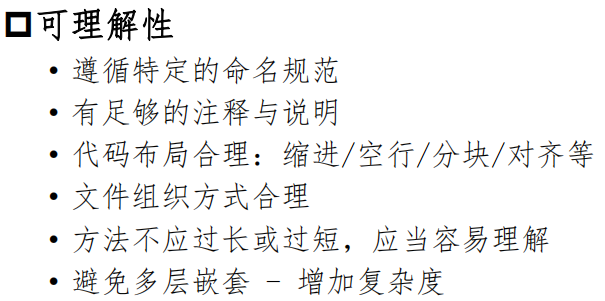 可理解性
• 遵循特定的命名规范
• 有足够的注释与说明
• 代码布局合理：缩进/空行/分块/对齐等
• 文件组织方式合理
• 方法不应过长或过短，应当容易理解
• 避免多层嵌套 - 增加复杂度